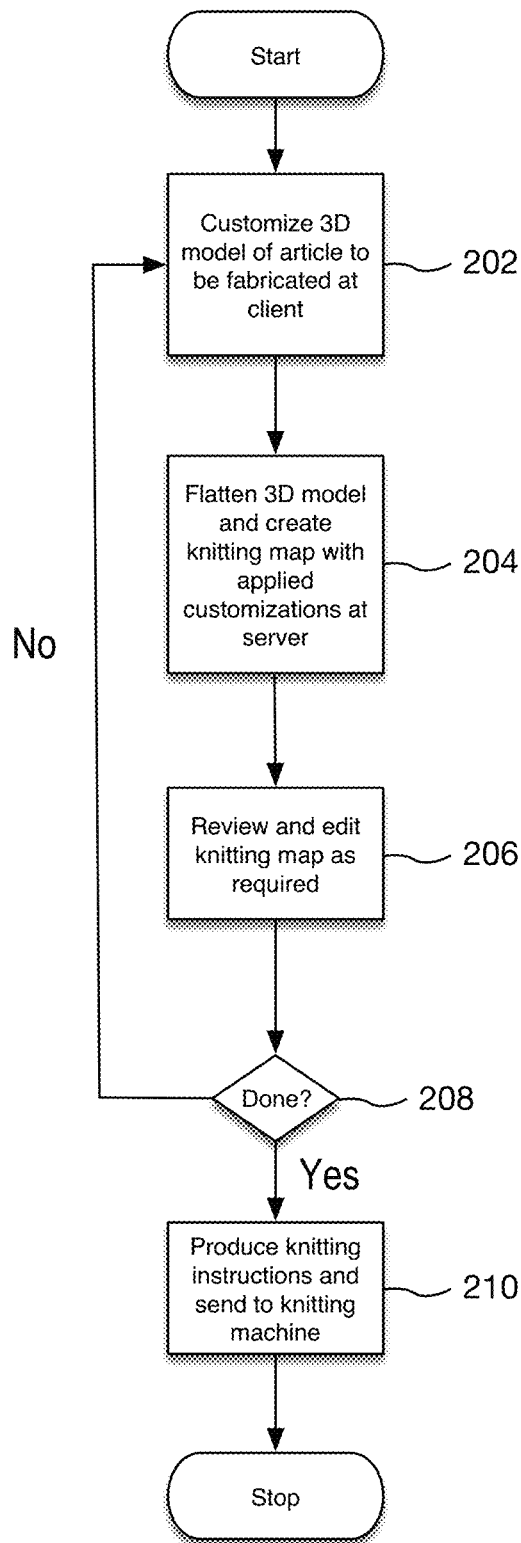 Start
Customize 3D
model of article to
be fabricated at
client
202
Flatten 3D model
and create
knitting map with
applied
customizations at
server
204
No
Review and edit
knitting map as
required
206
Done?
208
Yes
Produce knitting
instructions and
send to knitting
machine
210
Stop